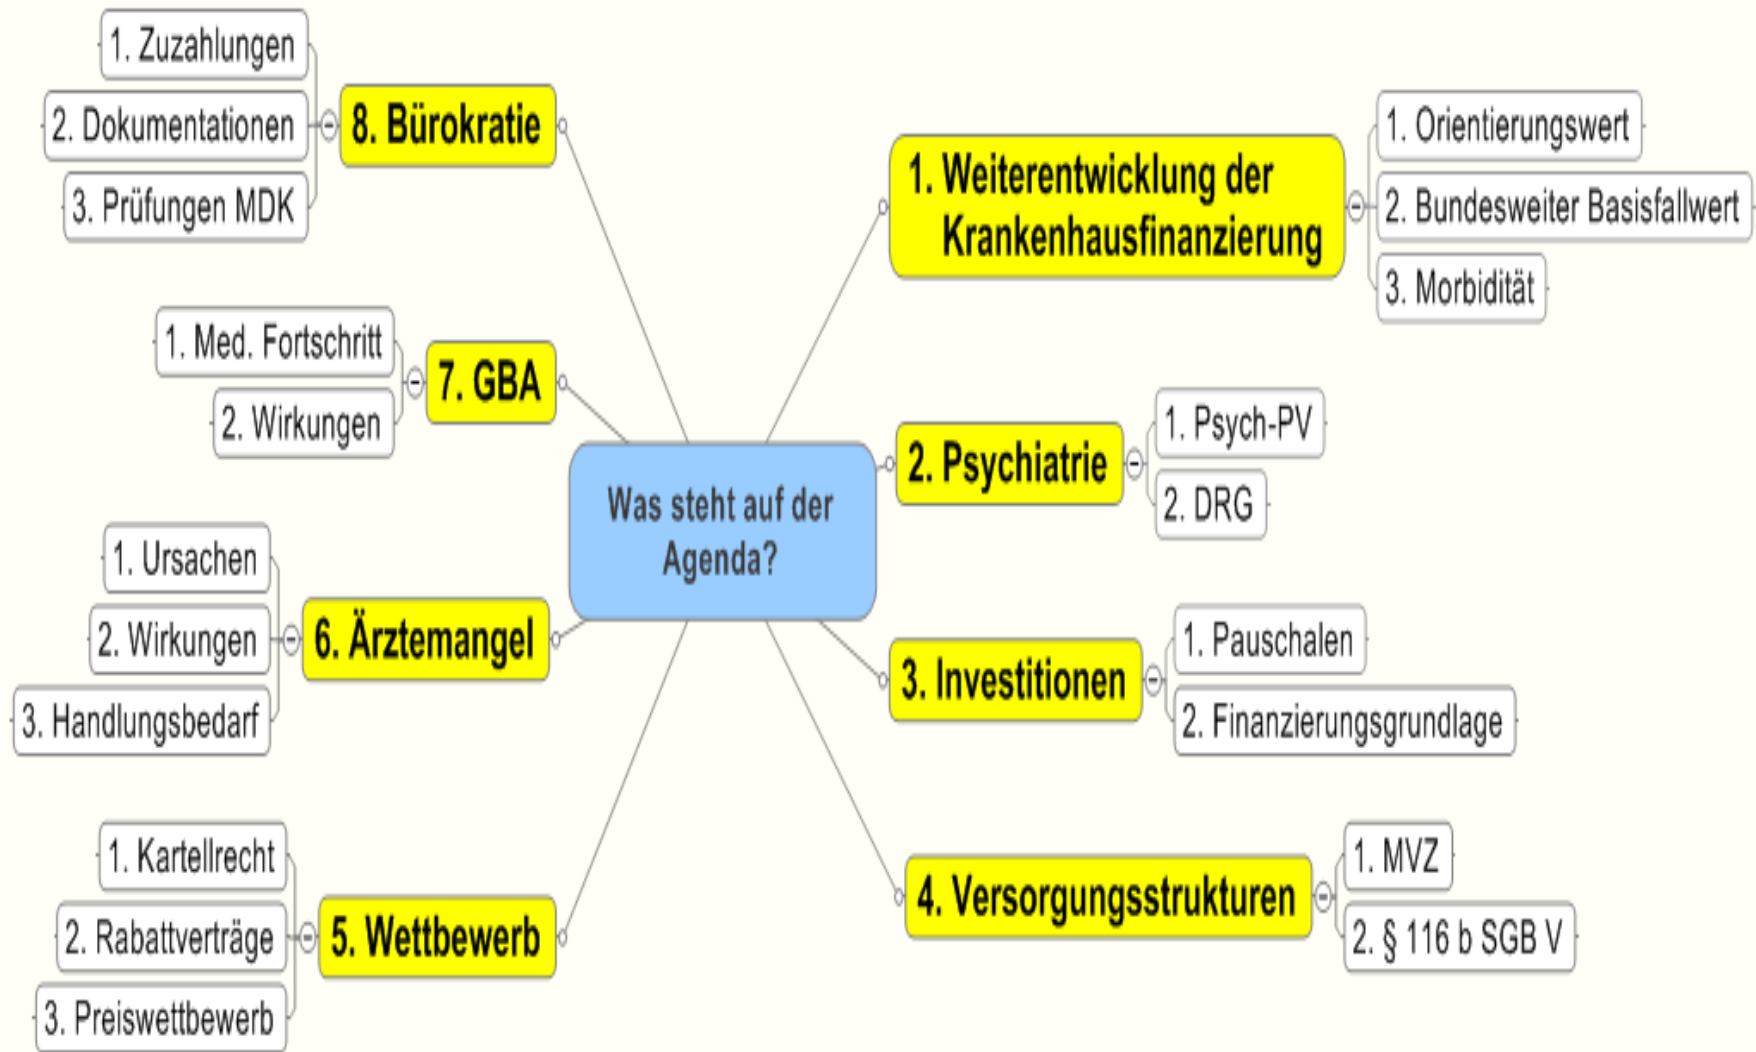 Was steht auf der
Agenda?
1. Weiterentwicklung der
Krankenhausfinanzierung
1. Orientierungswert
2. Bundesweiter Basisfallwert
3. Morbidität
2. Psychiatrie
1. Psych-PV
2. DRG
3. Investitionen
1. Pauschalen
2. Finanzierungsgrundlage
4. Versorgungsstrukturen
1. MVZ
2. § 116 b SGB V
5. Wettbewerb
1. Kartellrecht
2. Rabattverträge
3. Preiswettbewerb
6. Ärztemangel
1. Ursachen
2. Wirkungen
3. Handlungsbedarf
7. GBA
1. Med. Fortschritt
2. Wirkungen
8. Bürokratie
1. Zuzahlungen
2. Dokumentationen
3. Prüfungen MDK